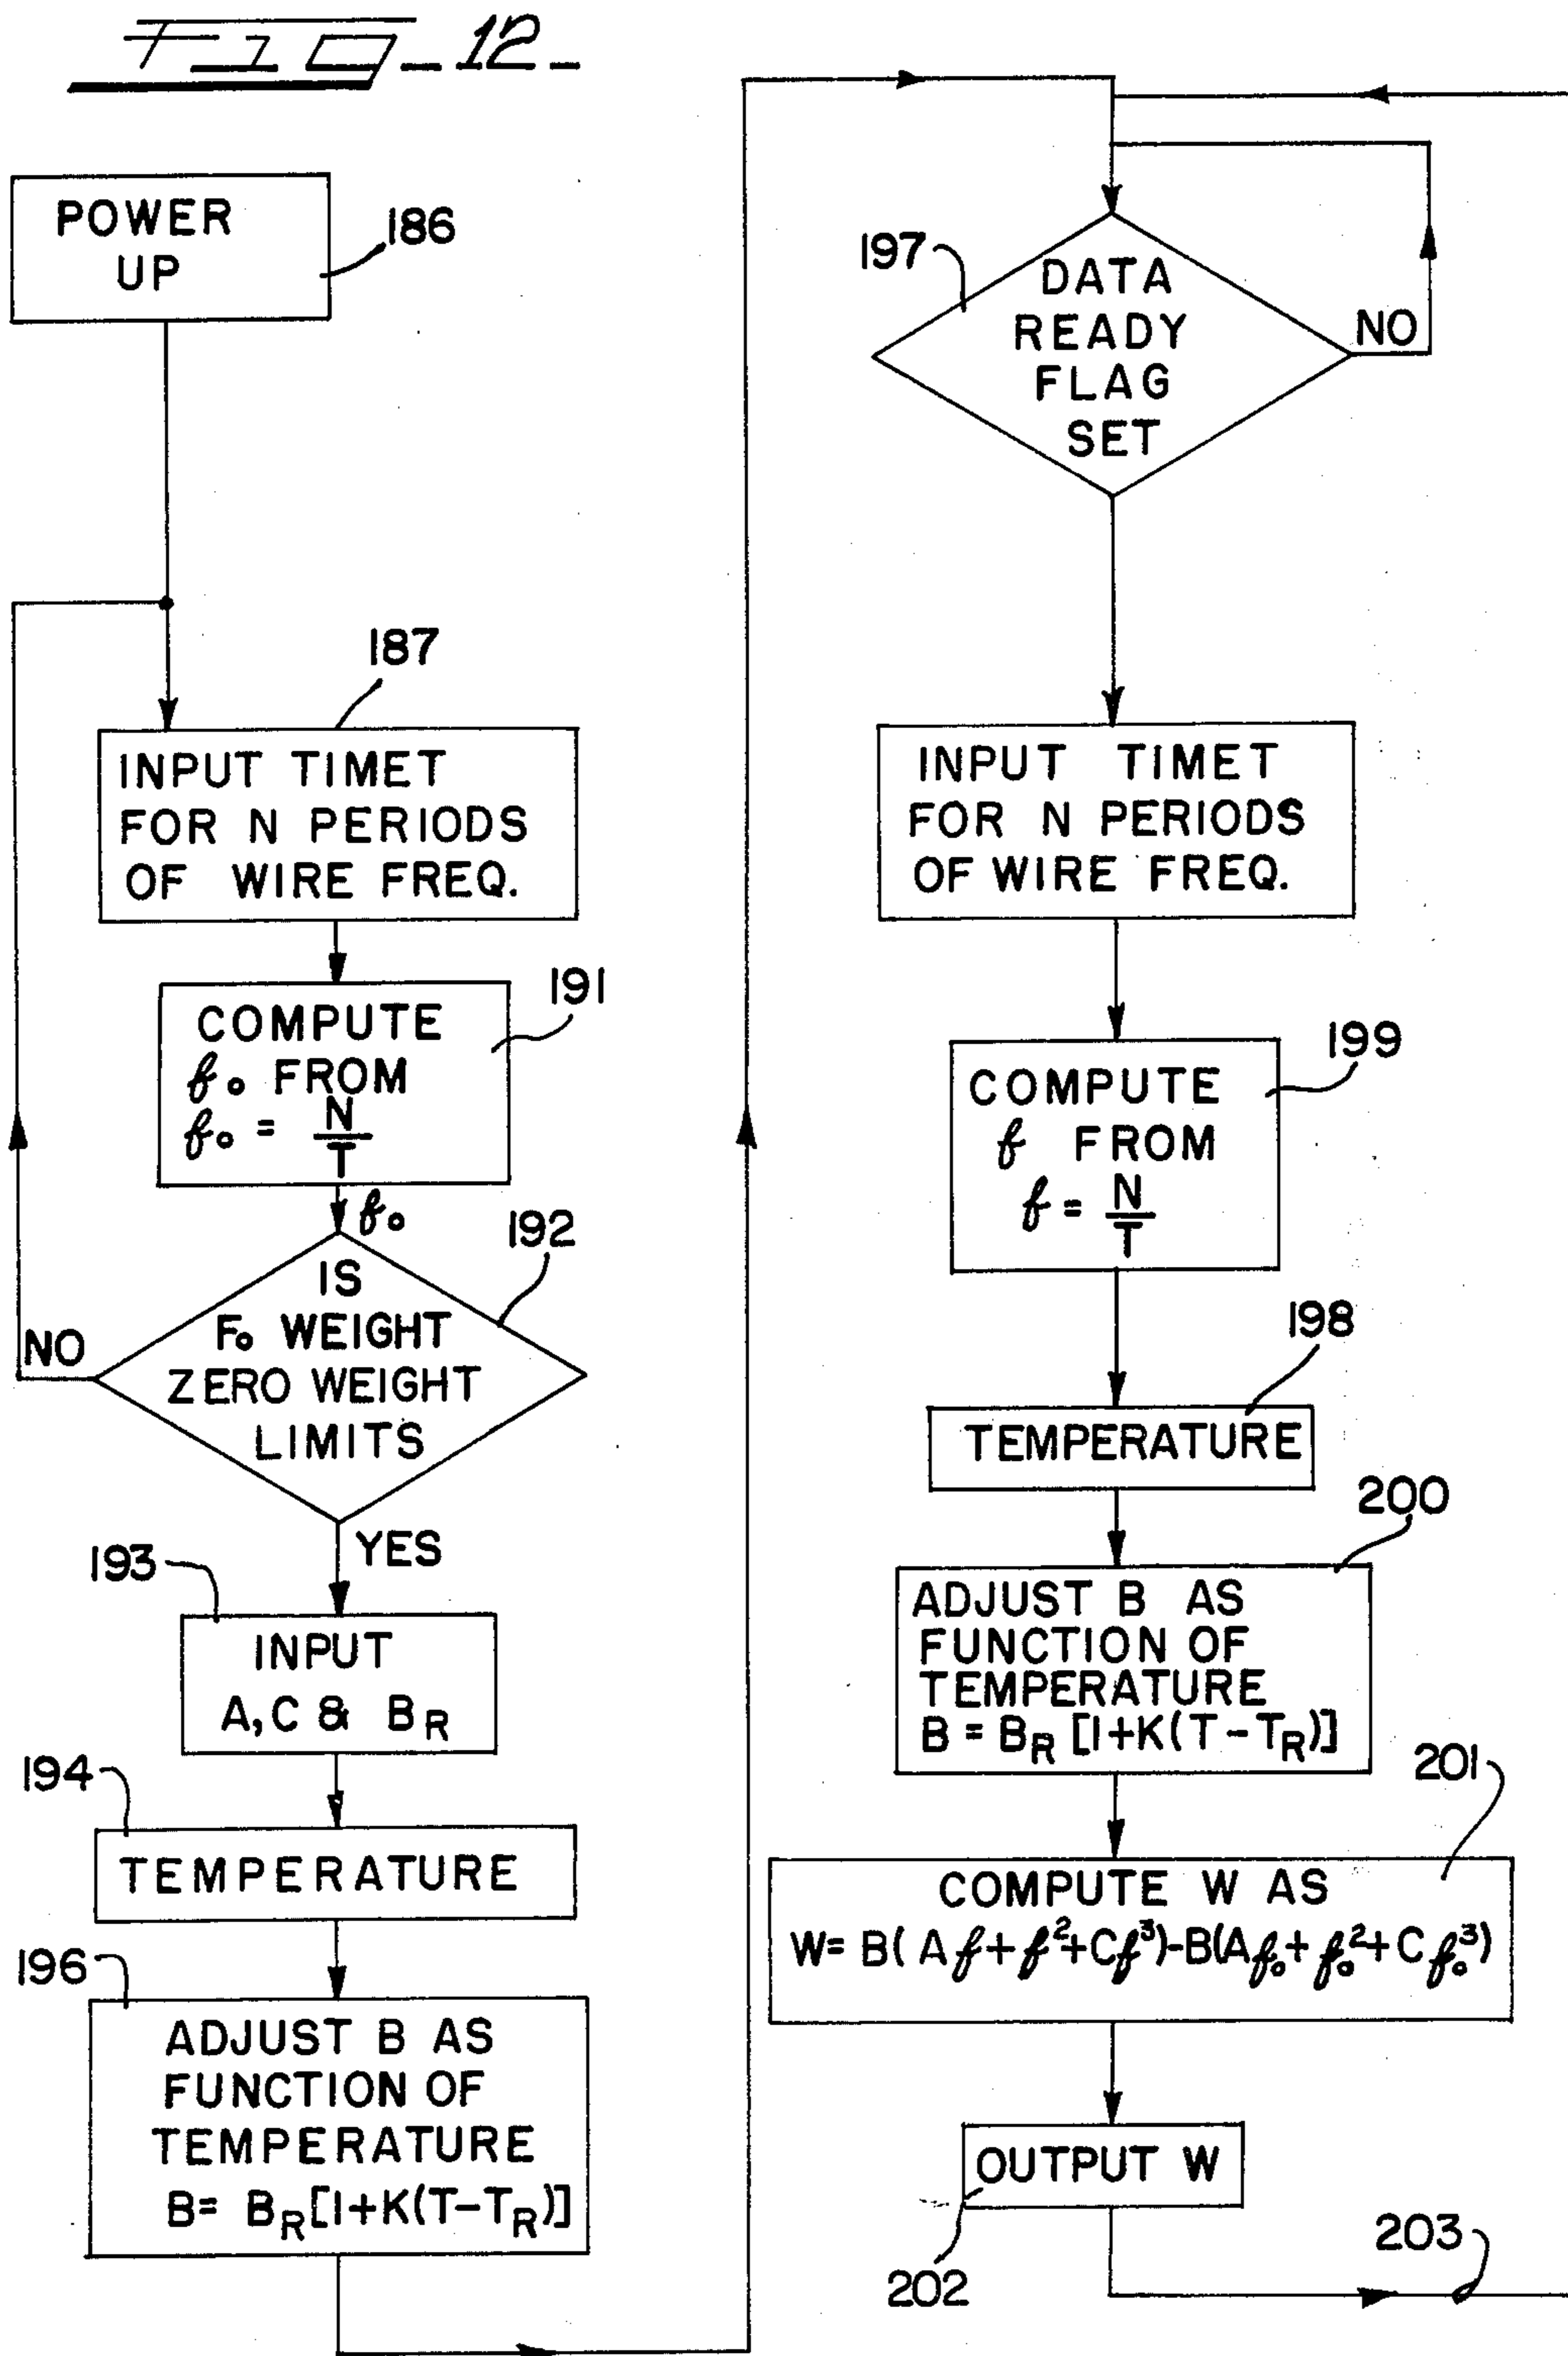 Fig-12-
POWER
UP
186
187
INPUT TIMET
FOR N PERIODS
OF WIRE FREQ.
191
COMPUTE
f₀ FROM
f₀ = N/T
f₀
192
IS
F₀ WEIGHT
ZERO WEIGHT
LIMITS
NO
YES
193
INPUT
A, C & B_R
194
TEMPERATURE
196
ADJUST B AS
FUNCTION OF
TEMPERATURE
B = B_R [1+K(T-T_R)]
197
DATA
READY
FLAG
SET
NO
INPUT TIMET
FOR N PERIODS
OF WIRE FREQ.
199
COMPUTE
f FROM
f = N/T
198
TEMPERATURE
200
ADJUST B AS
FUNCTION OF
TEMPERATURE
B = B_R [1+K(T-T_R)]
201
COMPUTE W AS
W= B(Af+f²+Cf³)-B(Af₀+f₀²+Cf₀³)
OUTPUT W
202
203